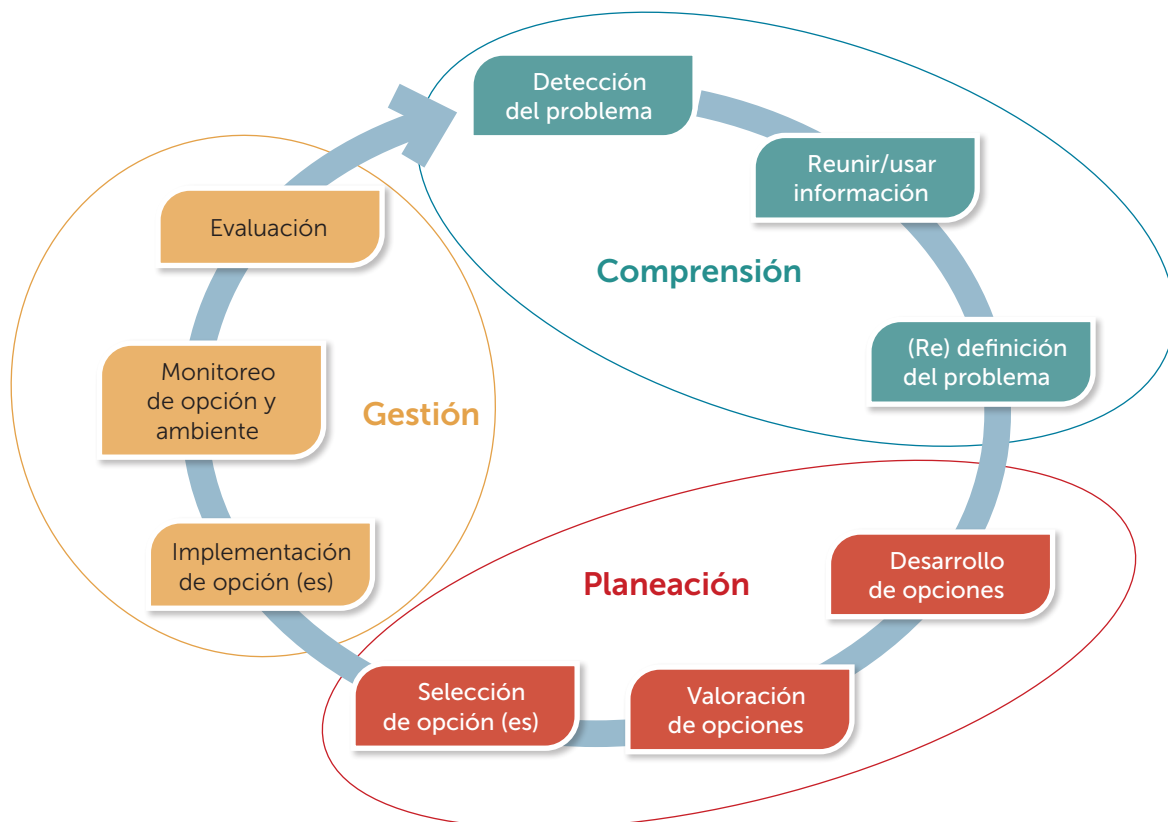 Detección
del problema
Reunir/usar
información
Comprensión
(Re) definición
del problema
Desarrollo
de opciones
Planeación
Valoración
de opciones
Selección
de opción (es)
Implementación
de opción (es)
Gestión
Monitoreo
de opción y
ambiente
Evaluación